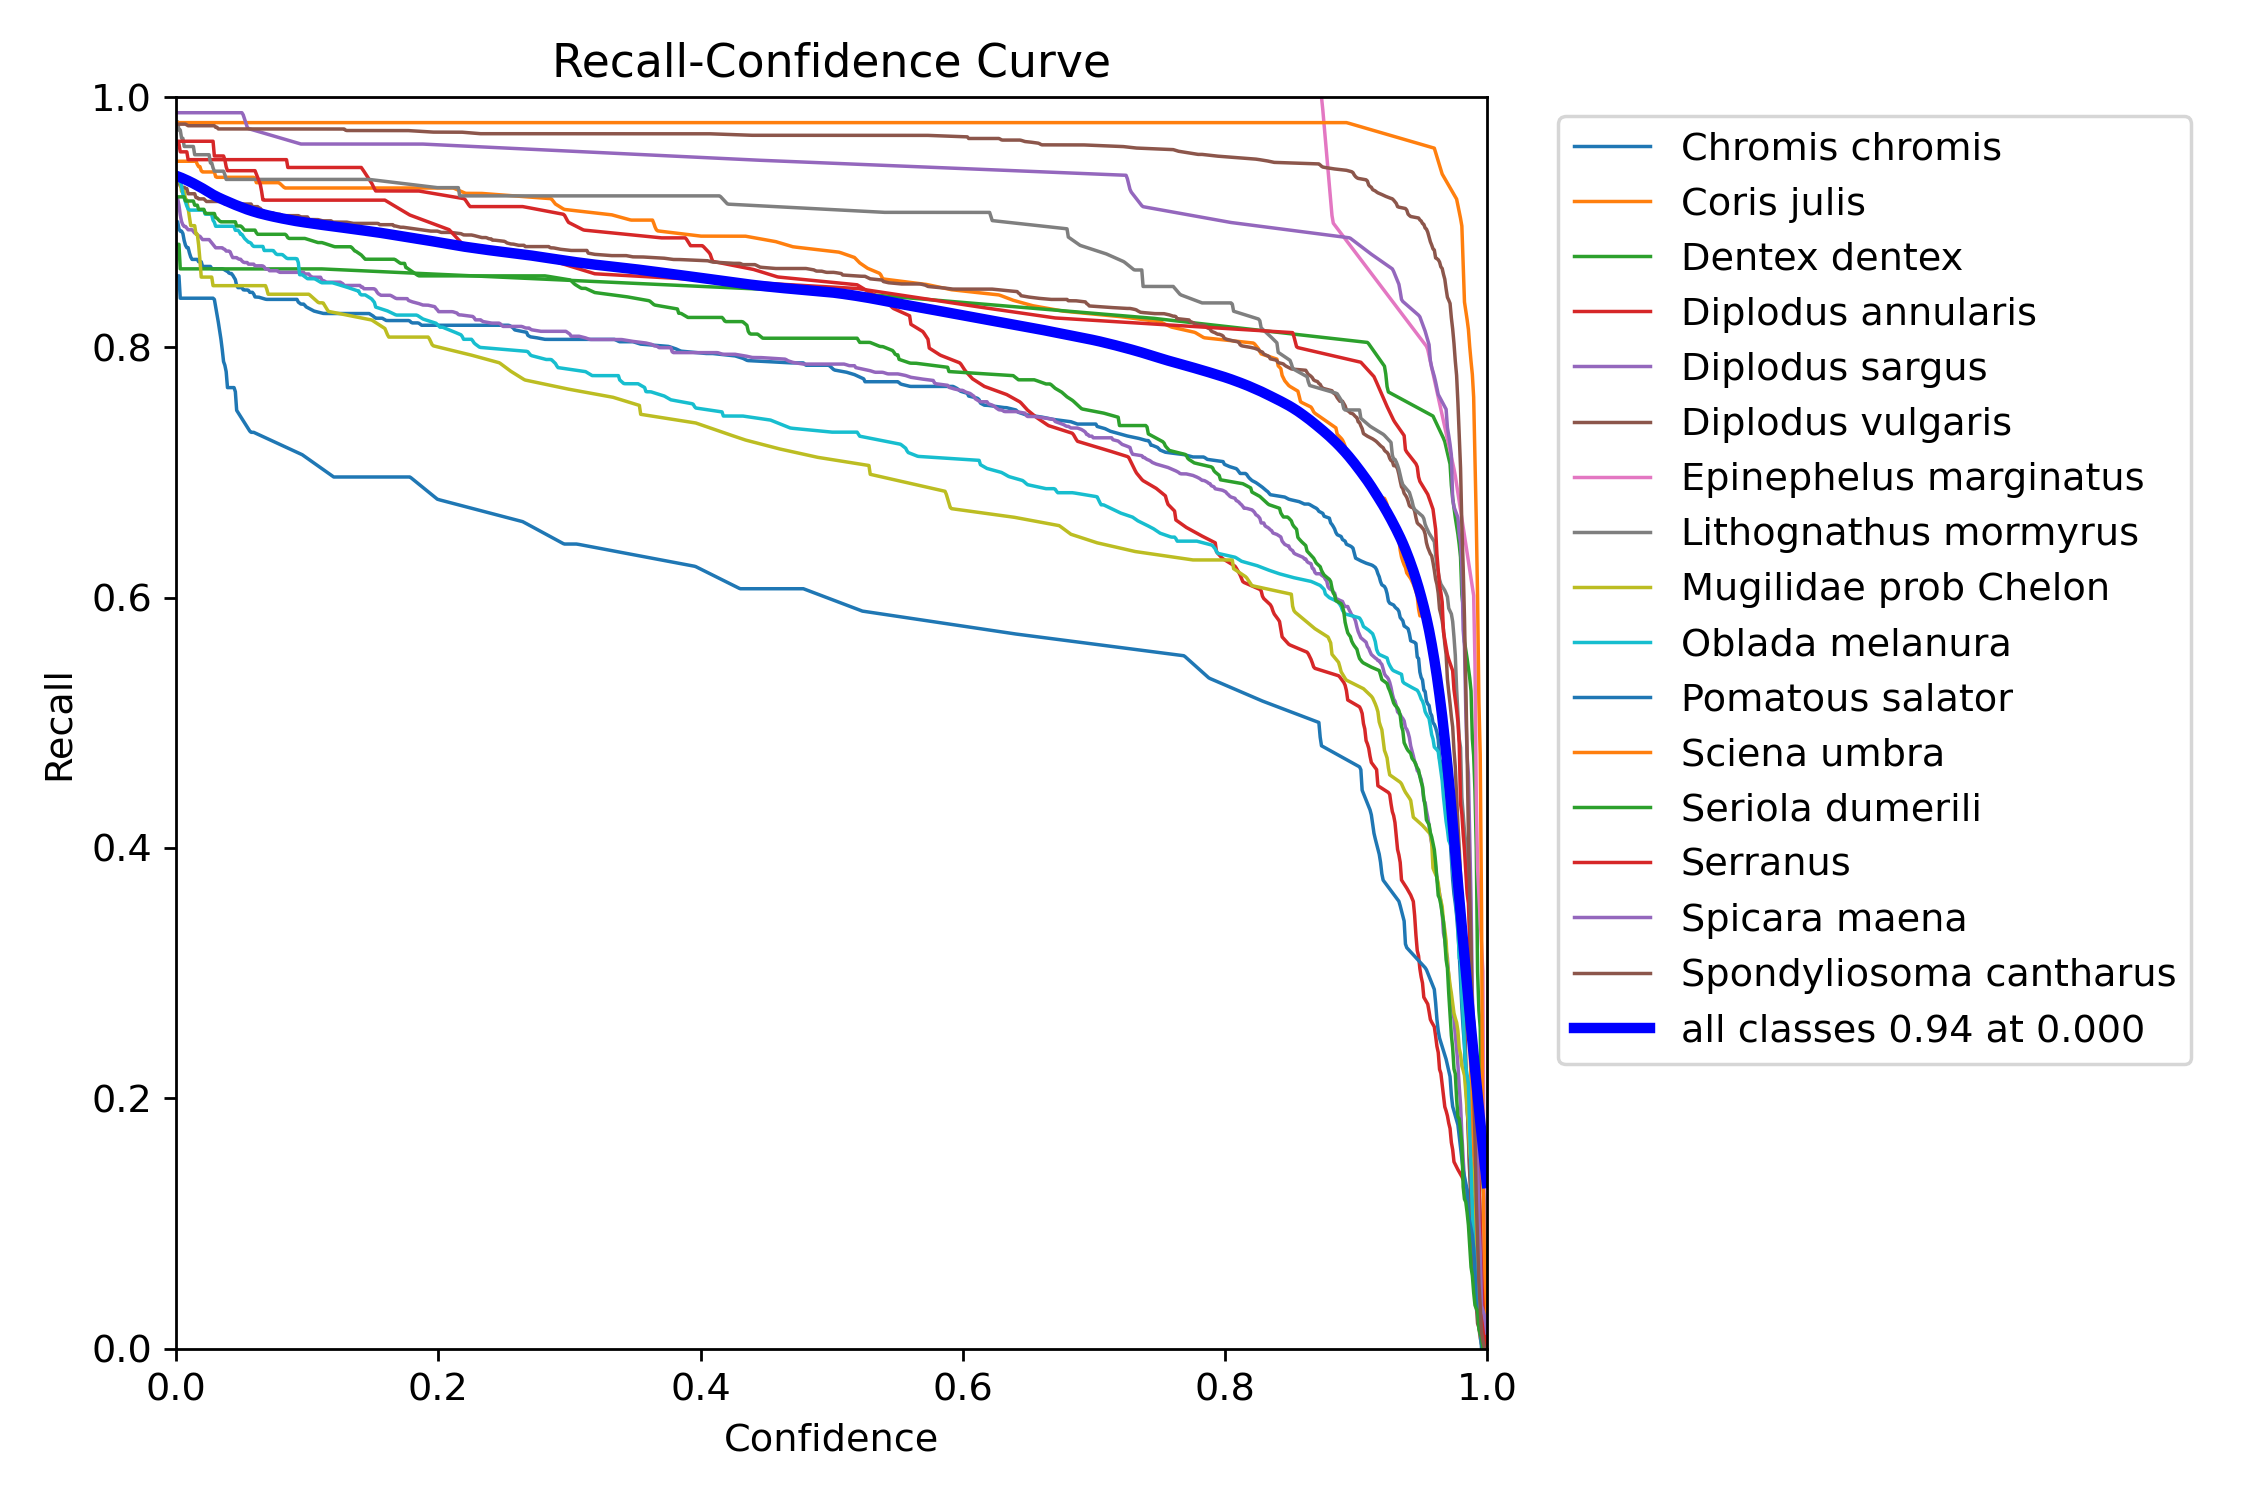 Recall-Confidence Curve
1.0
0.8
0.6
0.4
0.2
0.0
Recall
0.0 0.2 0.4 0.6 0.8 1.0
Confidence
Chromis chromis
Coris julis
Dentex dentex
Diplodus annularis
Diplodus sargus
Diplodus vulgaris
Epinephelus marginatus
Lithognathus mormyrus
Mugilidae prob Chelon
Oblada melanura
Pomatous salator
Sciena umbra
Seriola dumerili
Serranus
Spicara maena
Spondyliosoma cantharus
all classes 0.94 at 0.000